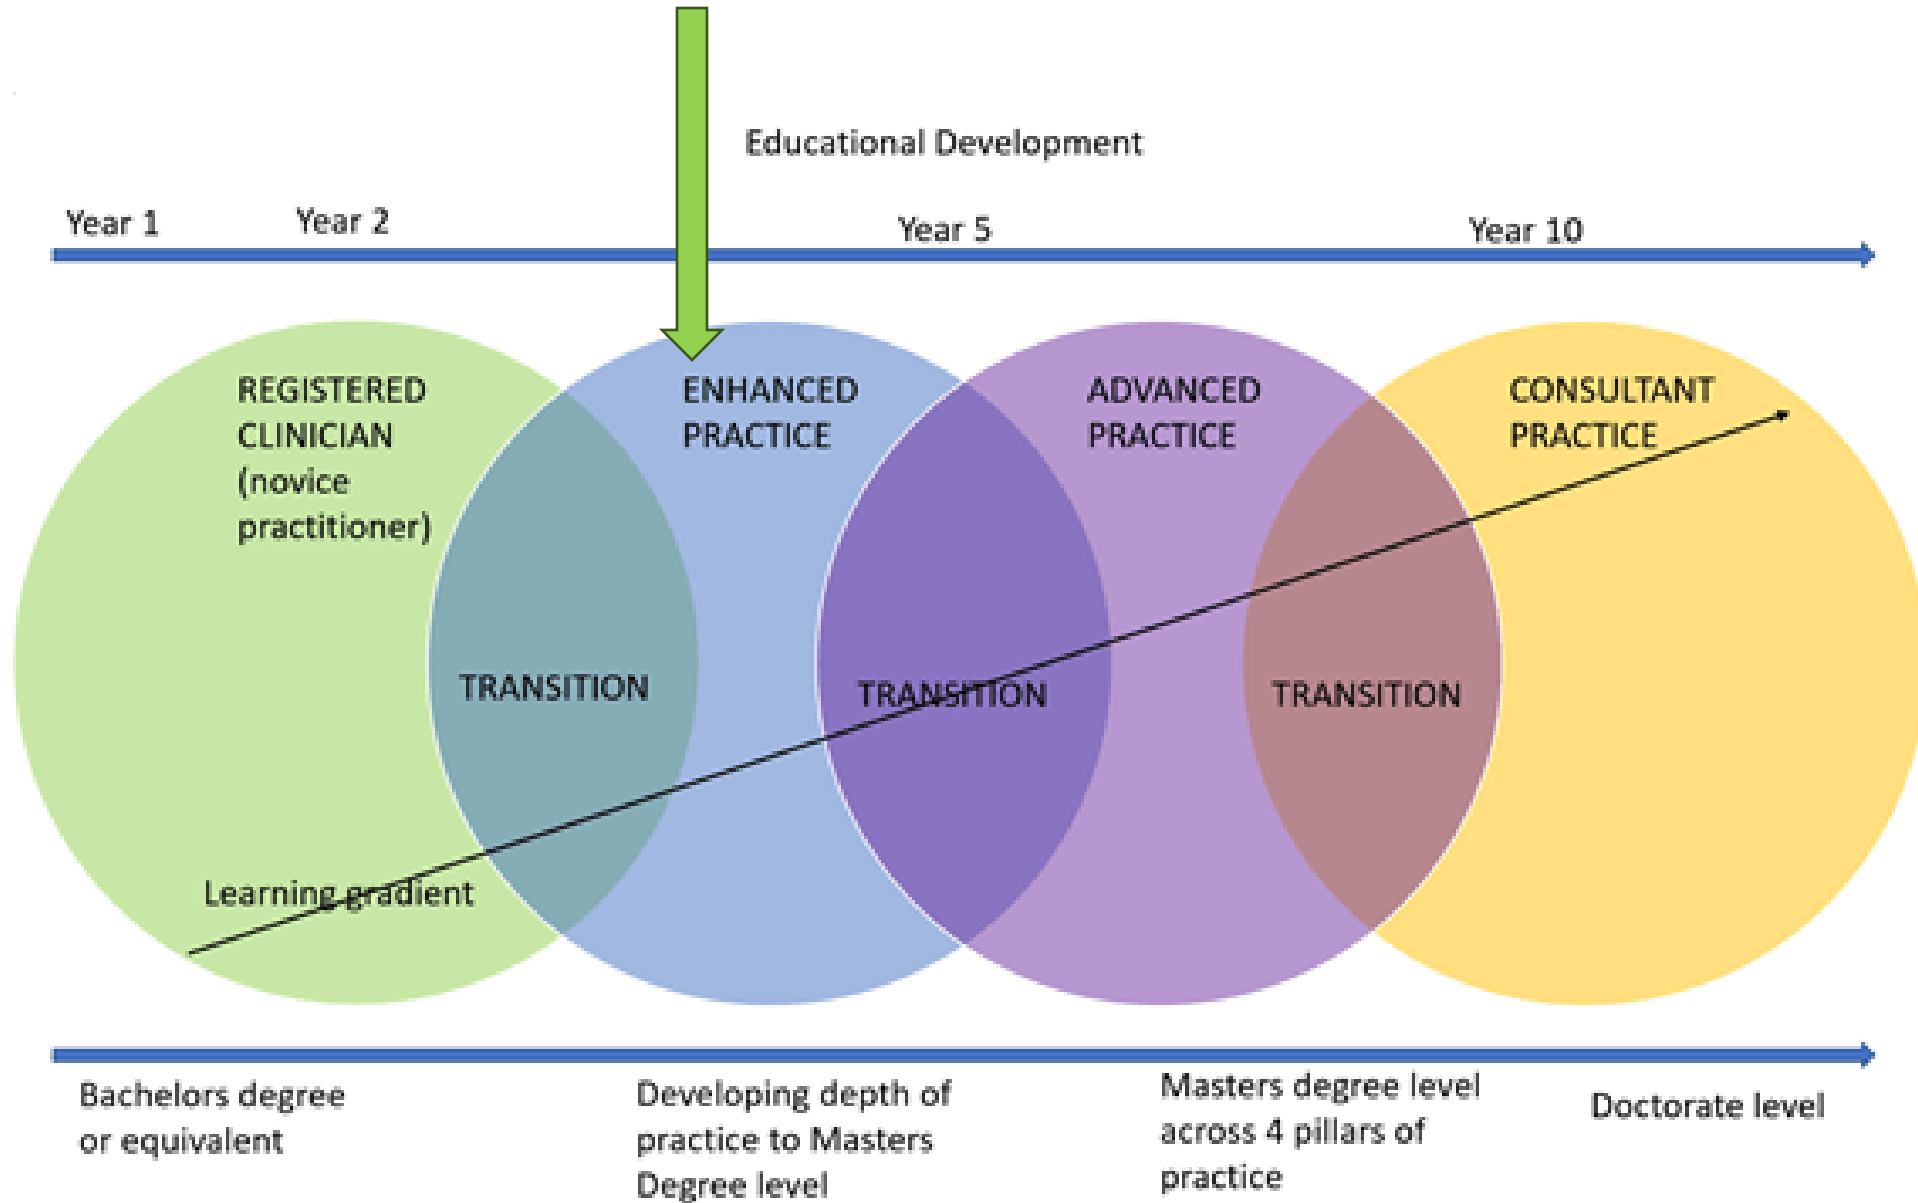 Educational Development
Year 1
Year 2
Year 5
Year 10
REGISTERED
CLINICIAN
(novice
practitioner)
ENHANCED
PRACTICE
ADVANCED
PRACTICE
CONSULTANT
PRACTICE
TRANSITION
TRANSITION
TRANSITION
Learning gradient
Bachelors degree
or equivalent
Developing depth of
practice to Masters
Degree level
Masters degree level
across 4 pillars of
practice
Doctorate level